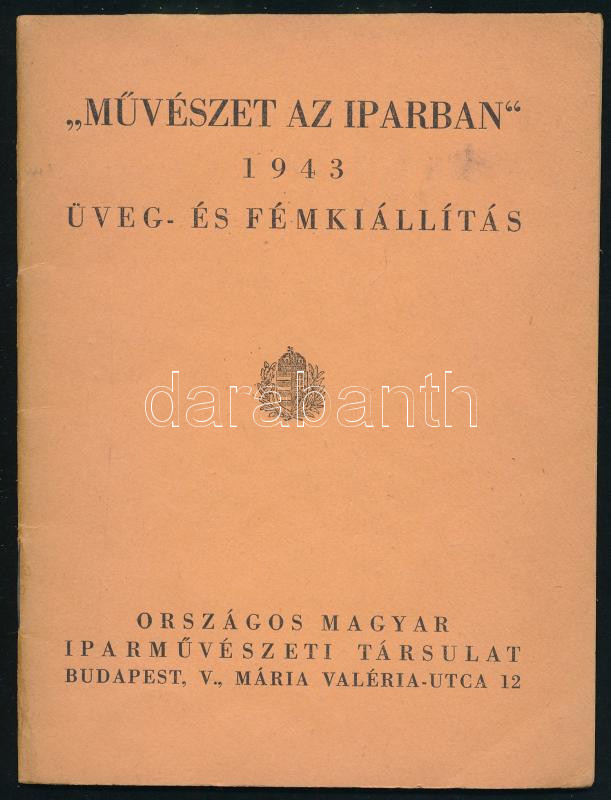 „MŰVÉSZET AZ IPARBAN“
1943
ÜVEG- ÉS FÉMKIÁLLÍTÁS
darabanth
ORSZÁGOS MAGYAR
IPARMŰVÉSZETI TÁRSULAT
BUDAPEST, V., MÁRIA VALÉRIA-UTCA 12